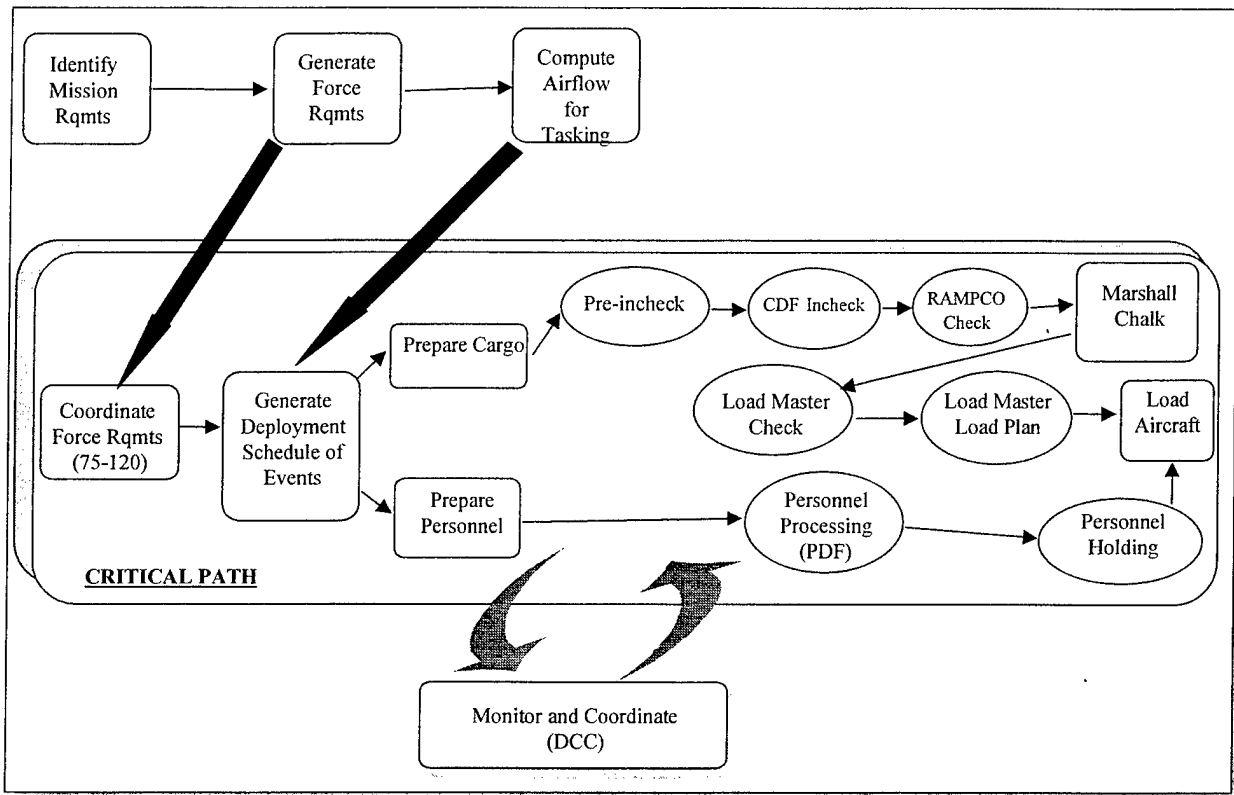 Identify
Mission
Rqmts
Generate
Force
Rqmts
Compute
Airflow
for
Tasking
Pre-incheck
CDF Incheck
RAMPCO
Check
Marshall
Chalk
Prepare Cargo
Coordinate
Force Rqmts
(75-120)
Generate
Deployment
Schedule of
Events
Load Master
Check
Load Master
Load Plan
Load
Aircraft
Prepare
Personnel
Personnel
Processing
(PDF)
Personnel
Holding
CRITICAL PATH
Monitor and Coordinate
(DCC)